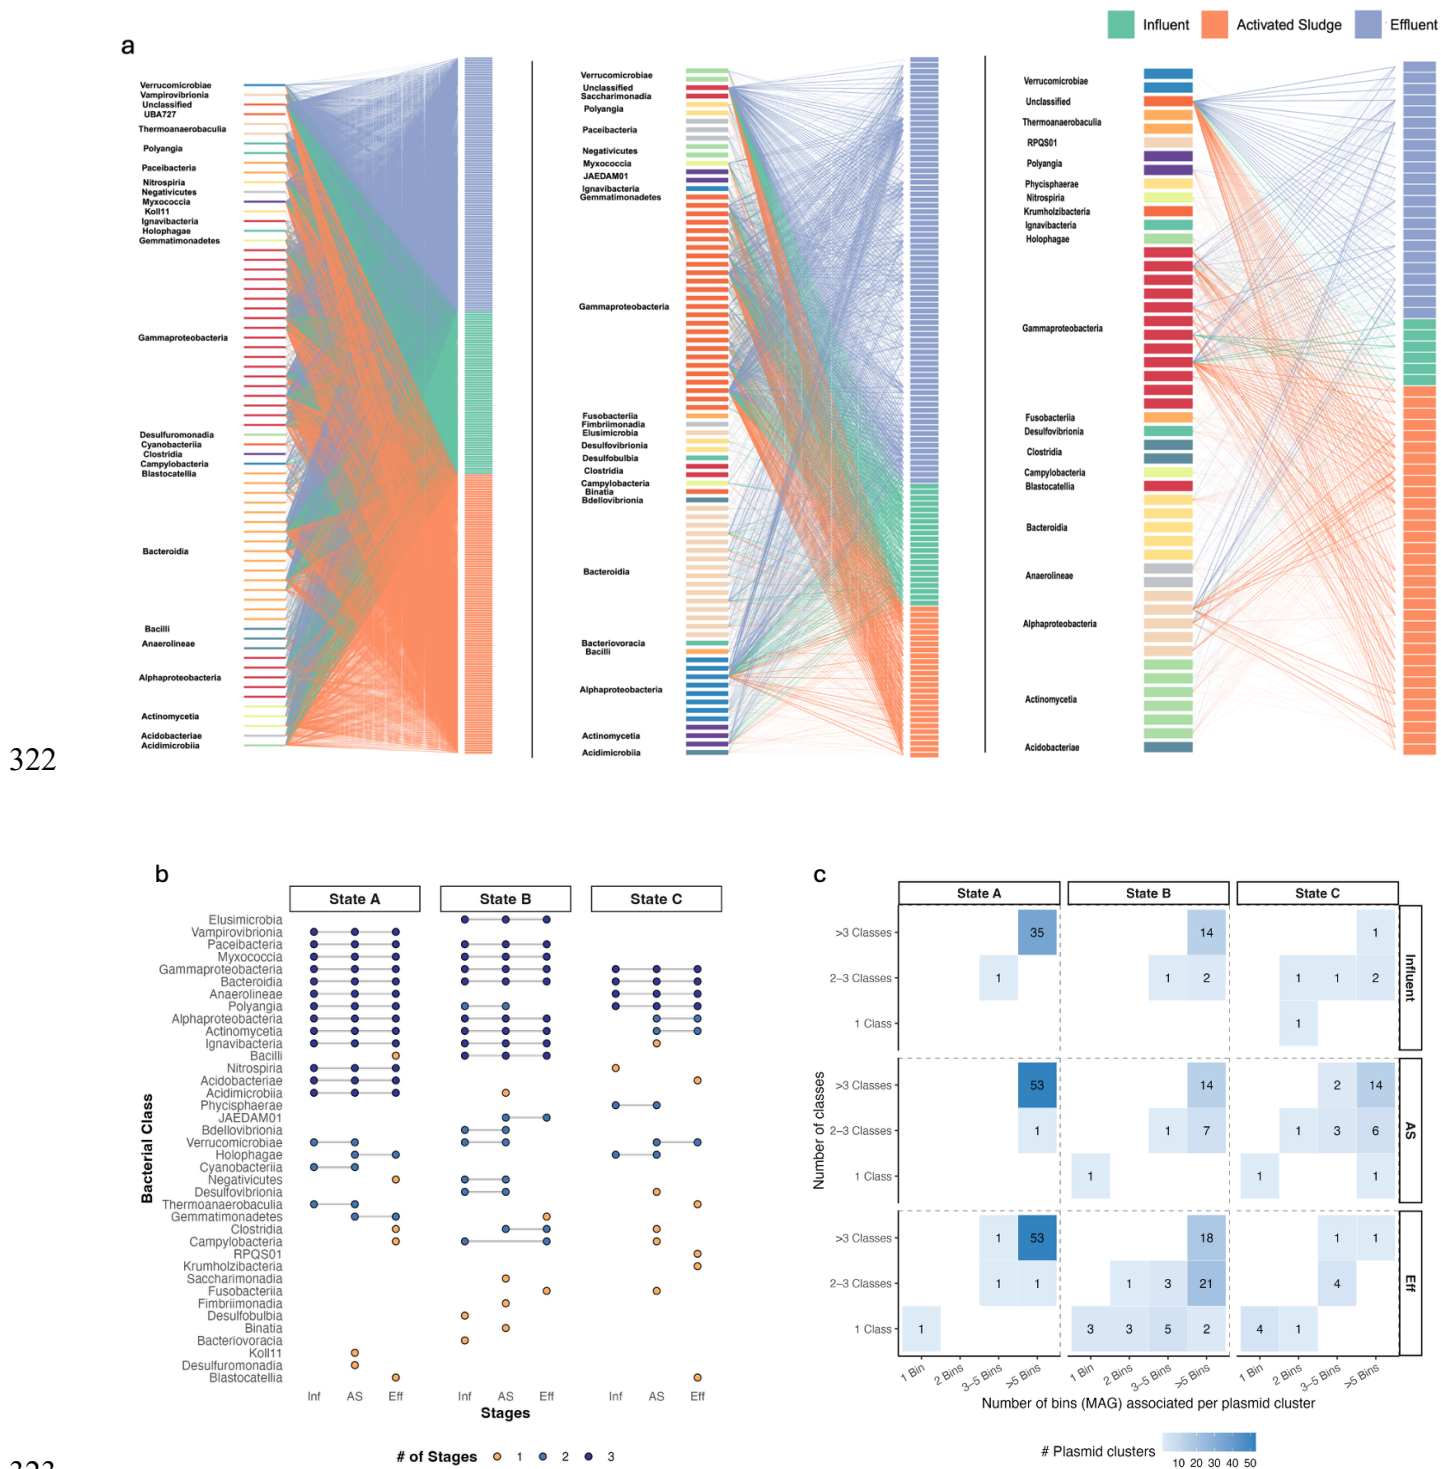 Influent Activated Sludge Effluent
a
Verrucomicrobiae
Vampirovibrionia
Unclassified
UBA727
Thermoanaerobaculia
Polyangia
Paceibacteria
Nitrospiria
Negativicutes
Myxococcia
Koll11
Ignavibacteria
Holophagae
Gemmatimonadetes
Gammaproteobacteria
Desulfuromonadia
Cyanobacteriia
Clostridia
Campylobacteria
Blastocatellia
Bacteroidia
Bacilli
Anaerolineae
Alphaproteobacteria
Actinomycetia
Acidobacteriae
Acidimicrobiia
Verrucomicrobiae
Unclassified
Saccharimonadia
Polyangia
Paceibacteria
Negativicutes
Myxococcia
JAEDAM01
Ignavibacteria
Gemmatimonadetes
Gammaproteobacteria
Fusobacteriia
Fimbriimonadia
Elusimicrobia
Desulfovibrionia
Desulfobulbia
Clostridia
Campylobacteria
Binatia
Bdellovibrionia
Bacteroidia
Bacteriovoracia
Bacilli
Alphaproteobacteria
Actinomycetia
Acidimicrobiia
Verrucomicrobiae
Unclassified
Thermoanaerobaculia
RPQS01
Polyangia
Phycisphaerae
Nitrospiria
Krumholzibacteria
Ignavibacteria
Holophagae
Gammaproteobacteria
Fusobacteriia
Desulfovibrionia
Clostridia
Campylobacteria
Blastocatellia
Bacteroidia
Anaerolineae
Alphaproteobacteria
Actinomycetia
Acidobacteriae
322
b
State A State B State C
Bacterial Class
Elusimicrobia
Vampirovibrionia
Paceibacteria
Myxococcia
Gammaproteobacteria
Bacteroidia
Anaerolineae
Polyangia
Alphaproteobacteria
Actinomycetia
Ignavibacteria
Bacilli
Nitrospiria
Acidobacteriae
Acidimicrobiia
Phycisphaerae
JAEDAM01
Bdellovibrionia
Verrucomicrobiae
Holophagae
Cyanobacteriia
Negativicutes
Desulfovibrionia
Thermoanaerobaculia
Gemmatimonadetes
Clostridia
Campylobacteria
RPQS01
Krumholzibacteria
Saccharimonadia
Fusobacteriia
Fimbriimonadia
Desulfobulbia
Binatia
Bacteriovoracia
Koll11
Desulfuromonadia
Blastocatellia
Inf AS Eff Inf AS Eff Inf AS Eff
Stages
# of Stages 1 2 3
c
State A State B State C
Number of classes
>3 Classes 35 14 1
2–3 Classes 1 1 2 1 1 2
1 Class 1
Influent
>3 Classes 53 14 2 14
2–3 Classes 1 1 7 1 3 6
1 Class 1 1 1
AS
>3 Classes 1 53 18 1 1
2–3 Classes 1 1 1 3 21 4
1 Class 1 3 3 5 2 4 1
Eff
1 Bin 2 Bins 3–5 Bins >5 Bins 1 Bin 2 Bins 3–5 Bins >5 Bins 1 Bin 2 Bins 3–5 Bins >5 Bins
Number of bins (MAG) associated per plasmid cluster
# Plasmid clusters
10 20 30 40 50